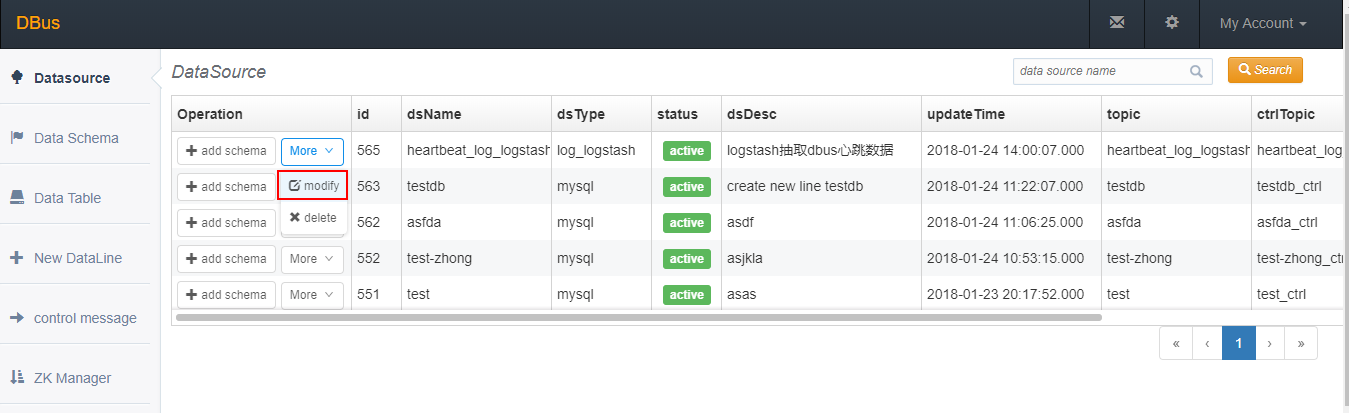 DBus
My Account
Datasource
Data Schema
Data Table
New DataLine
control message
ZK Manager
DataSource
data source name
Search
Operation id dsName dsType status dsDesc updateTime topic ctrlTopic
add schema More 565 heartbeat_log_logstash log_logstash active logstash抽取dbus心跳数据 2018-01-24 14:00:07.000 heartbeat_log_logstash heartbeat_log
add schema modify 563 testdb mysql active create new line testdb 2018-01-24 11:22:07.000 testdb testdb_ctrl
add schema delete 562 asfda mysql active asdf 2018-01-24 11:06:25.000 asfda asfda_ctrl
add schema More 552 test-zhong mysql active asjkla 2018-01-24 10:53:15.000 test-zhong test-zhong_ct
add schema More 551 test mysql active asas 2018-01-23 20:17:52.000 test test_ctrl
« ‹ 1 › »